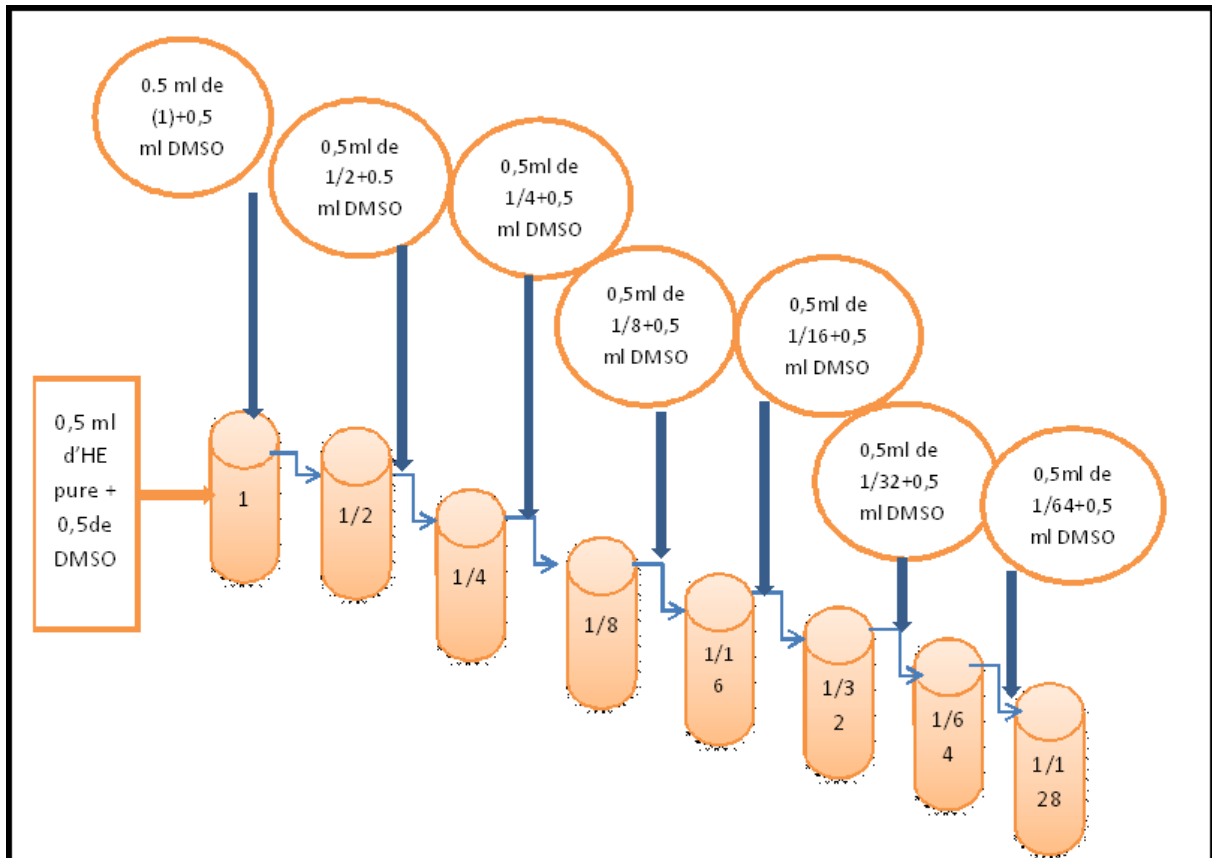 0.5 ml de
(1)+0,5
ml DMSO
0,5ml de
1/2+0.5
ml DMSO
0,5ml de
1/4+0,5
ml DMSO
0,5ml de
1/8+0,5
ml DMSO
0,5ml de
1/16+0,5
ml DMSO
0,5ml de
1/32+0,5
ml DMSO
0,5ml de
1/64+0,5
ml DMSO
0,5 ml
d'HE
pure +
0,5de
DMSO
1
1/2
1/4
1/8
1/1
6
1/3
2
1/6
4
1/1
28